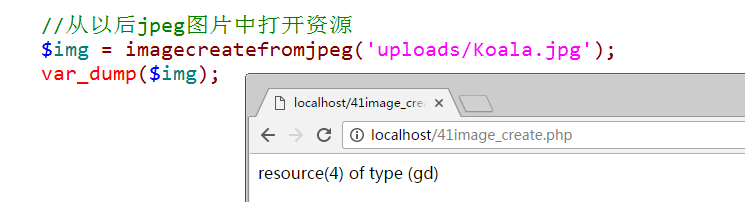 //从以后jpeg图片中打开资源
$img = imagecreatefromjpeg('uploads/Koala.jpg');
var_dump($img);
localhost/41image_cre
localhost/41image_create.php
resource(4) of type (gd)